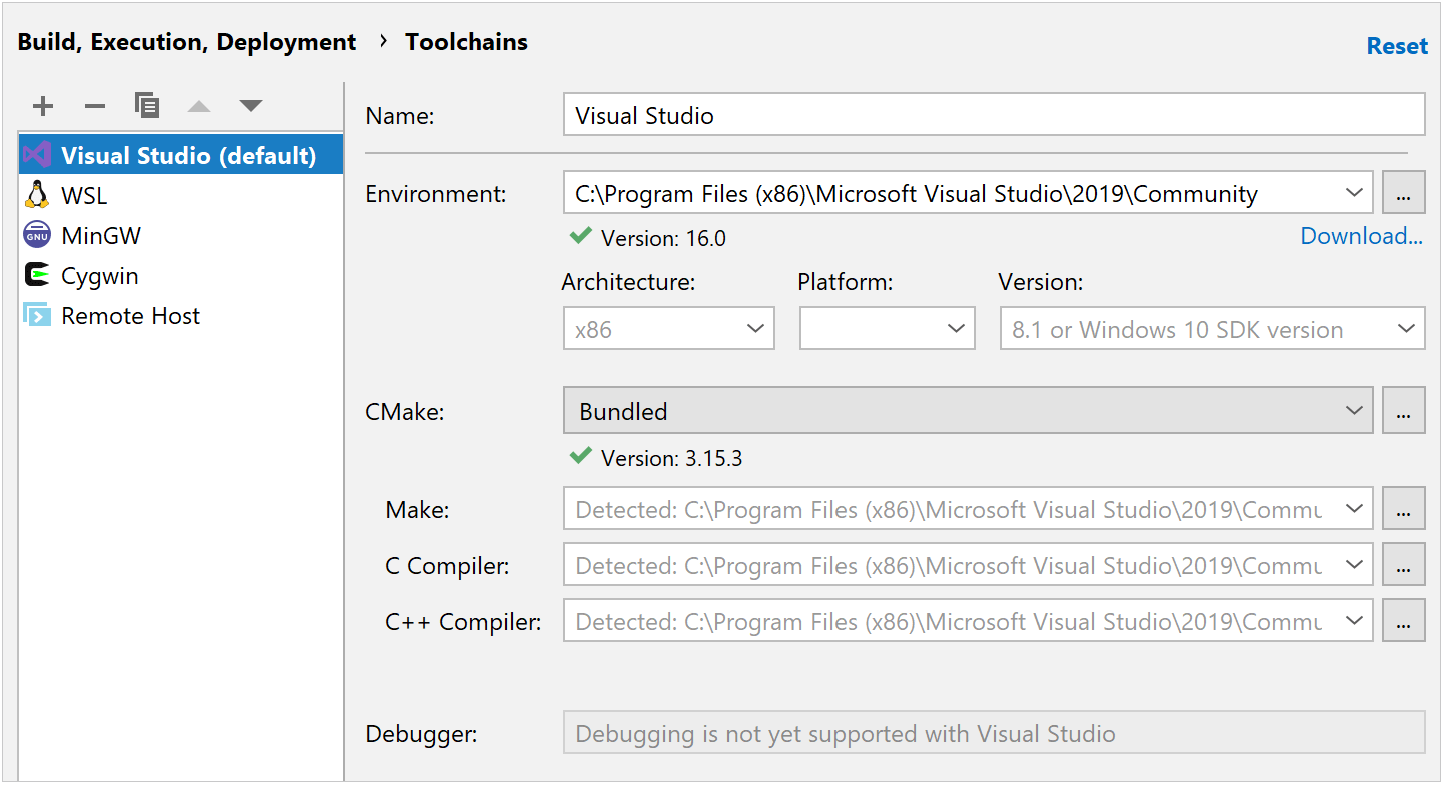 Build, Execution, Deployment › Toolchains
Reset
Visual Studio (default)
WSL
GNU MinGW
Cygwin
Remote Host
Name: Visual Studio
Environment: C:\Program Files (x86)\Microsoft Visual Studio\2019\Community ...
Version: 16.0 Download...
Architecture: Platform: Version:
x86 8.1 or Windows 10 SDK version
CMake: Bundled ...
Version: 3.15.3
Make: Detected: C:\Program Files (x86)\Microsoft Visual Studio\2019\Commu ...
C Compiler: Detected: C:\Program Files (x86)\Microsoft Visual Studio\2019\Commu ...
C++ Compiler: Detected: C:\Program Files (x86)\Microsoft Visual Studio\2019\Commu ...
Debugger: Debugging is not yet supported with Visual Studio